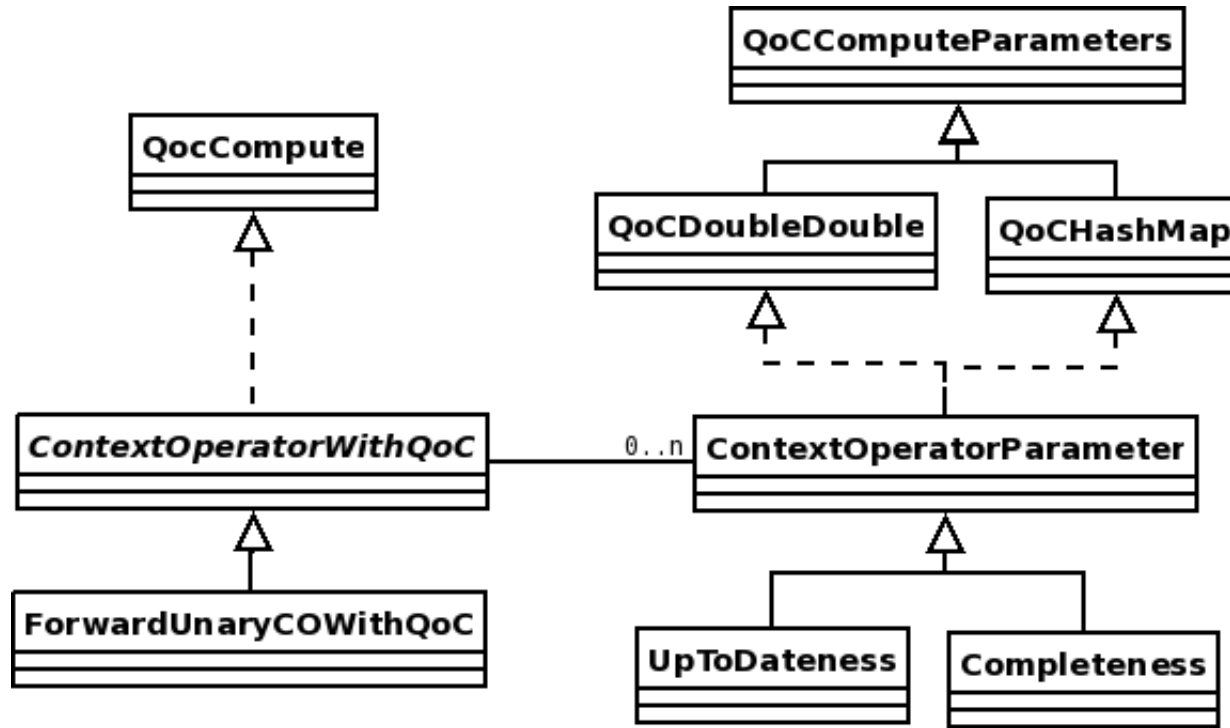 QoCComputeParameters
QocCompute
QoCDoubleDouble
QoCHashMap
ContextOperatorWithQoC
0..n
ContextOperatorParameter
ForwardUnaryCOWithQoC
UpToDateness
Completeness